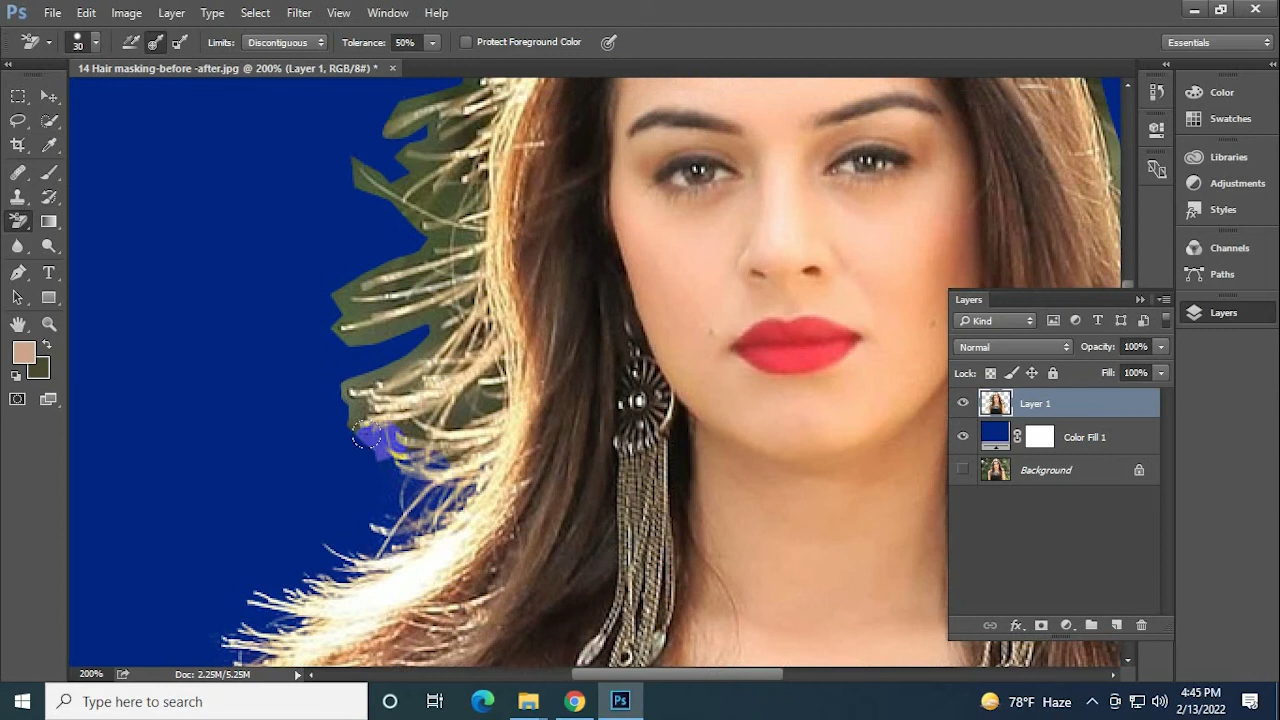 Ps File Edit Image Layer Type Select Filter View Window Help
30 Limits: Discontiguous Tolerance: 50% Protect Foreground Color Essentials
14 Hair masking-before -after.jpg @ 200% (Layer 1, RGB/8#) * ×
Color
Swatches
Libraries
Adjustments
Styles
Channels
Paths
Layers
Layers
Kind
Normal Opacity: 100%
Lock: Fill: 100%
Layer 1
Color Fill 1
Background
fx
200% Doc: 2.25M/5.25M
Type here to search Ps 78°F Haze 4:45 PM
2/13/2022